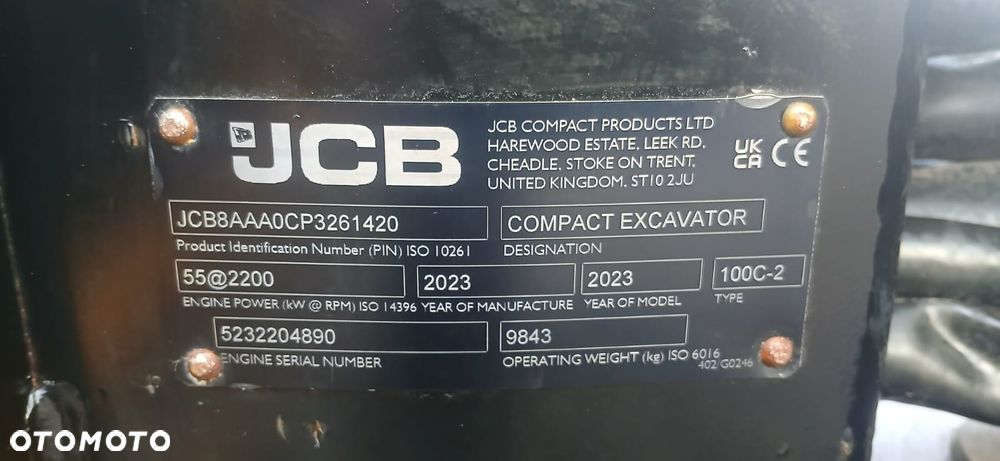 JCB
JCB COMPACT PRODUCTS LTD
HAREWOOD ESTATE, LEEK RD,
CHEADLE, STOKE ON TRENT,
UNITED KINGDOM, ST10 2JU
UK
CA CE
JCB8AAA0CP3261420 COMPACT EXCAVATOR
Product Identification Number (PIN) ISO 10261 DESIGNATION
55@2200 2023 2023 100C-2
ENGINE POWER (kW @ RPM) ISO 14396 YEAR OF MANUFACTURE YEAR OF MODEL TYPE
5232204890 9843
ENGINE SERIAL NUMBER OPERATING WEIGHT (kg) ISO 6016
402/G0246
OTOMOTO